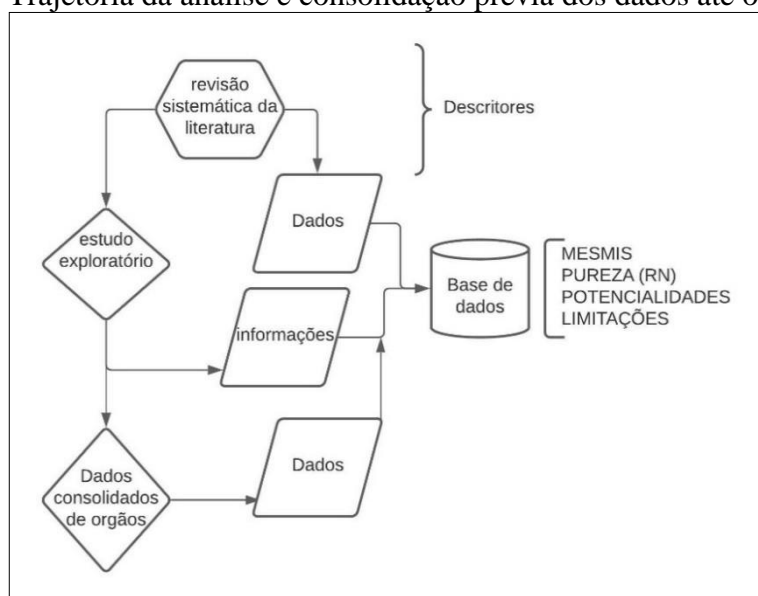 Trajetória da análise e consolidação prévia dos dados até o
revisão
sistemática da
literatura
Descritores
Dados
estudo
exploratório
MESMIS
PUREZA (RN)
POTENCIALIDADES
LIMITAÇÕES
Base de
dados
informações
Dados
Dados
consolidados
de orgãos